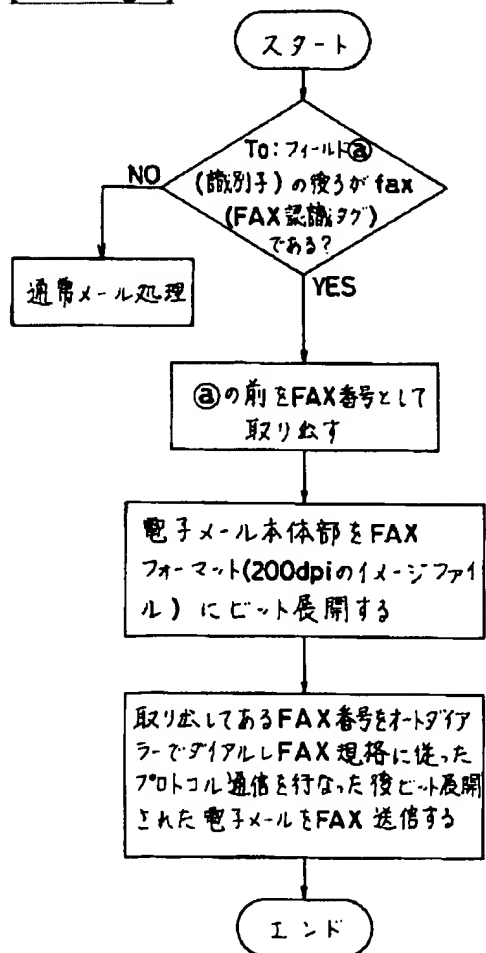 スタート
To:フィールドⓐ
(識別子)の後ろが fax
(FAX認識タグ)
である?
NO
YES
通常メール処理
ⓐの前をFAX番号として
取り出す
電子メール本体部をFAX
フォーマット(200dpiのイメージファイ
ル)にビット展開する
取り出してあるFAX番号をオートダイア
ラーでダイアルしFAX規格に従った
プロトコル通信を行なった後ビット展開
された電子メールをFAX送信する
エンド